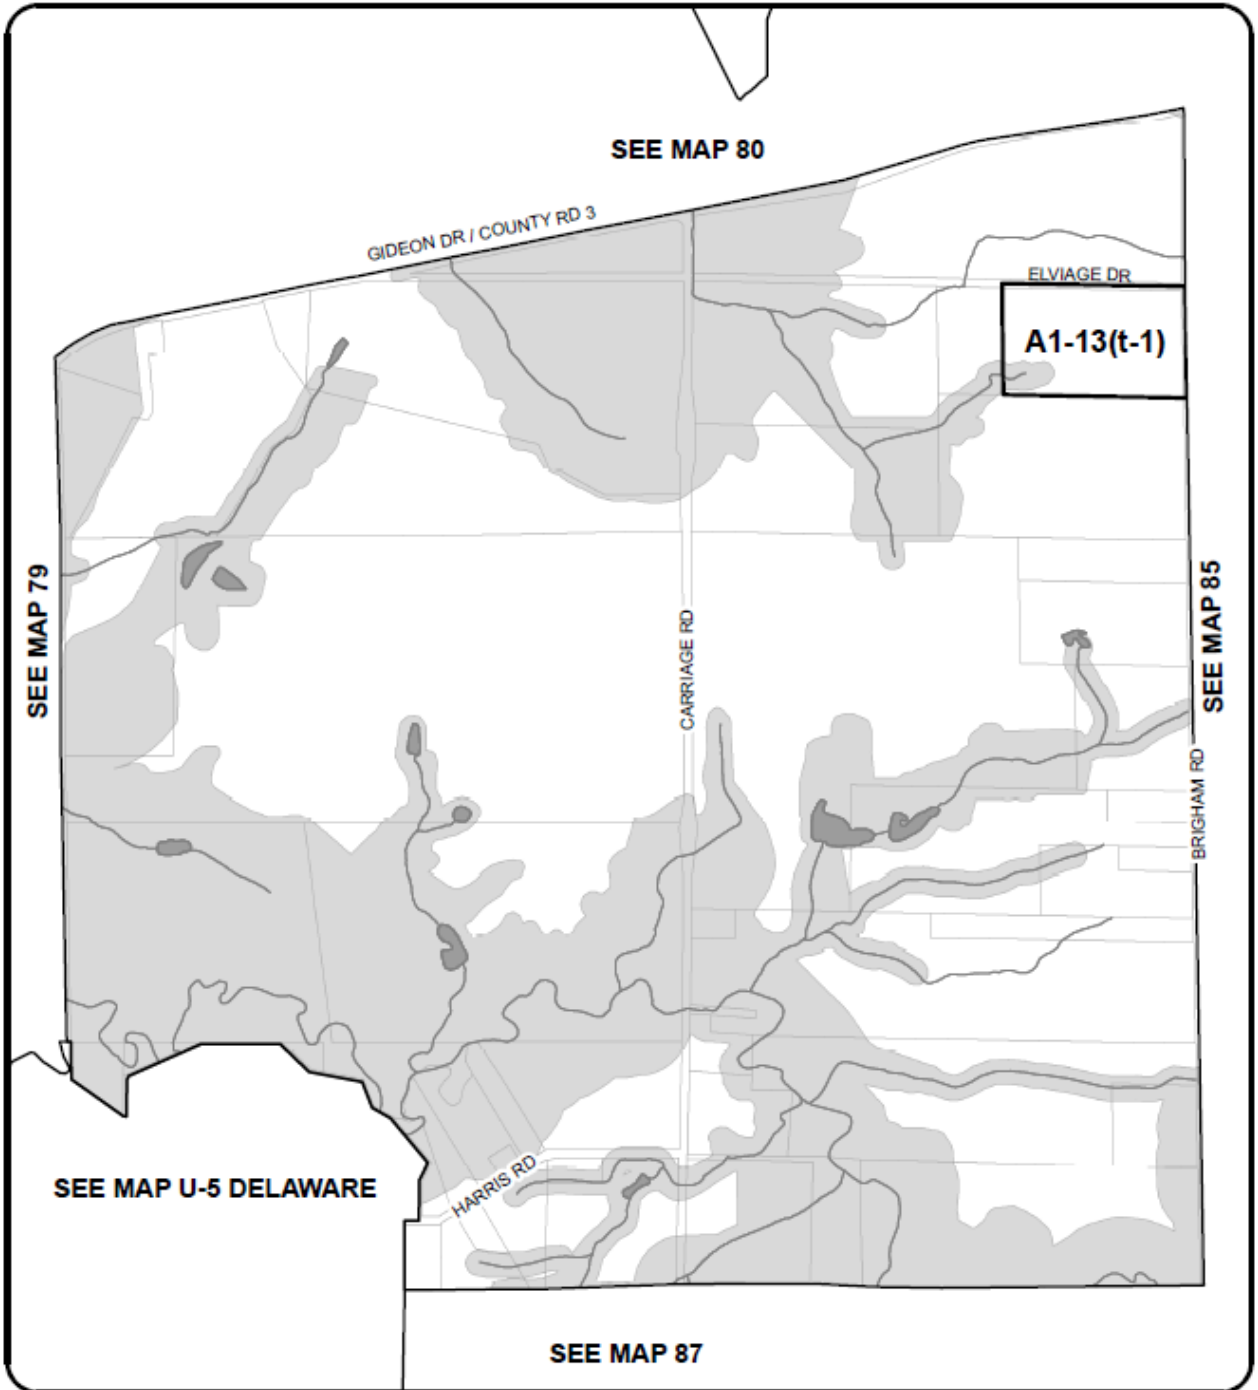 SEE MAP 80
GIDEON DR / COUNTY RD 3
ELVIAGE DR
A1-13(t-1)
SEE MAP 79
CARRIAGE RD
SEE MAP 85
BRIGHAM RD
HARRIS RD
SEE MAP U-5 DELAWARE
SEE MAP 87